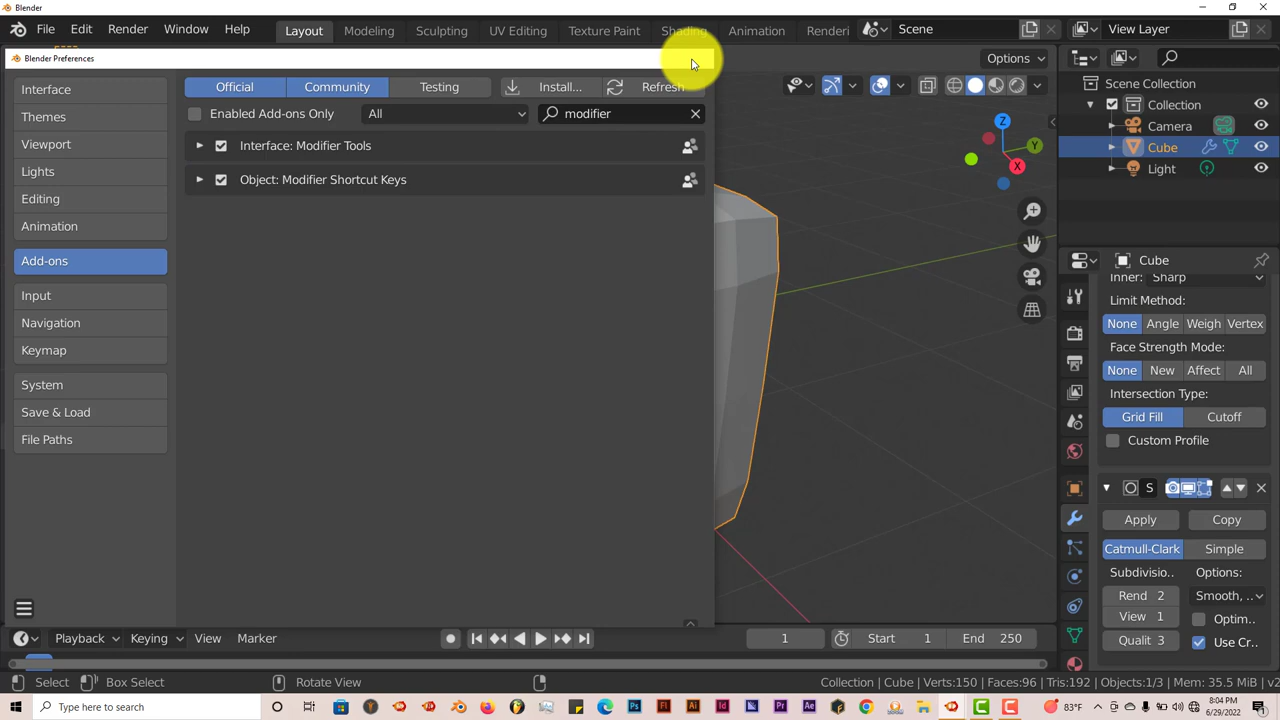 Blender
File Edit Render Window Help Layout Modeling Sculpting UV Editing Texture Paint Shading Animation Renderi Scene View Layer
Blender Preferences
Options
Interface
Themes
Viewport
Lights
Editing
Animation
Add-ons
Input
Navigation
Keymap
System
Save & Load
File Paths
Official Community Testing Install... Refresh
Enabled Add-ons Only All modifier
Interface: Modifier Tools
Object: Modifier Shortcut Keys
Z
Y
X
Scene Collection
Collection
Camera
Cube
Light
Cube
Inner: Sharp
Limit Method:
None Angle Weigh Vertex
Face Strength Mode:
None New Affect All
Intersection Type:
Grid Fill Cutoff
Custom Profile
S
Apply Copy
Catmull-Clark Simple
Subdivisio.. Options:
Rend 2 Smooth, ..
View 1 Optim..
Qualit 3 Use Cr..
Playback Keying View Marker 1 Start 1 End 250
Select Box Select Rotate View Collection | Cube | Verts:150 | Faces:96 | Tris:192 | Objects:1/3 | Mem: 35.5 MiB | v2
Type here to search
Ps Fl Ai Id Pr Ae
83°F
8:04 PM
6/29/2022